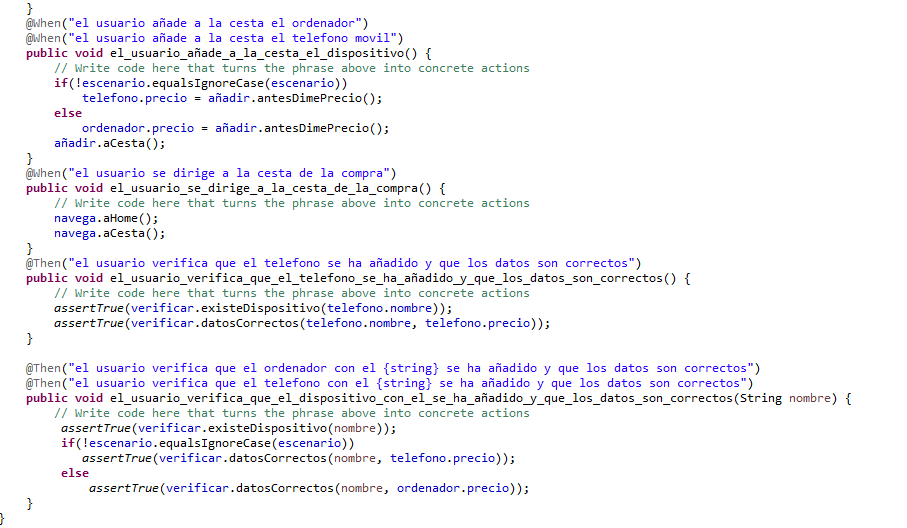 }
@When("el usuario añade a la cesta el ordenador")
@When("el usuario añade a la cesta el telefono movil")
public void el_usuario_añade_a_la_cesta_el_dispositivo() {
// Write code here that turns the phrase above into concrete actions
if(!escenario.equalsIgnoreCase(escenario))
telefono.precio = añadir.antesDimePrecio();
else
ordenador.precio = añadir.antesDimePrecio();
añadir.aCesta();
}
@When("el usuario se dirige a la cesta de la compra")
public void el_usuario_se_dirige_a_la_cesta_de_la_compra() {
// Write code here that turns the phrase above into concrete actions
navega.aHome();
navega.aCesta();
}
@Then("el usuario verifica que el telefono se ha añadido y que los datos son correctos")
public void el_usuario_verifica_que_el_telefono_se_ha_añadido_y_que_los_datos_son_correctos() {
// Write code here that turns the phrase above into concrete actions
assertTrue(verificar.existeDispositivo(telefono.nombre));
assertTrue(verificar.datosCorrectos(telefono.nombre, telefono.precio));
}
@Then("el usuario verifica que el ordenador con el {string} se ha añadido y que los datos son correctos")
@Then("el usuario verifica que el telefono con el {string} se ha añadido y que los datos son correctos")
public void el_usuario_verifica_que_el_dispositivo_con_el_se_ha_añadido_y_que_los_datos_son_correctos(String nombre) {
// Write code here that turns the phrase above into concrete actions
assertTrue(verificar.existeDispositivo(nombre));
if(!escenario.equalsIgnoreCase(escenario))
assertTrue(verificar.datosCorrectos(nombre, telefono.precio));
else
assertTrue(verificar.datosCorrectos(nombre, ordenador.precio));
}
}